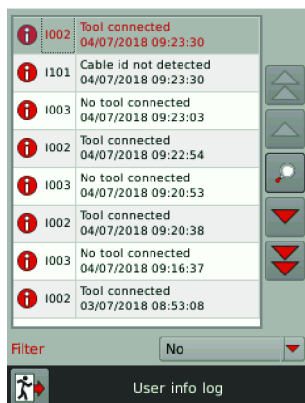 I002 Tool connected
04/07/2018 09:23:30
I101 Cable id not detected
04/07/2018 09:23:30
I003 No tool connected
04/07/2018 09:23:03
I002 Tool connected
04/07/2018 09:22:54
I003 No tool connected
04/07/2018 09:20:53
I002 Tool connected
04/07/2018 09:20:38
I003 No tool connected
04/07/2018 09:16:37
I002 Tool connected
03/07/2018 08:53:08
Filter No
User info log